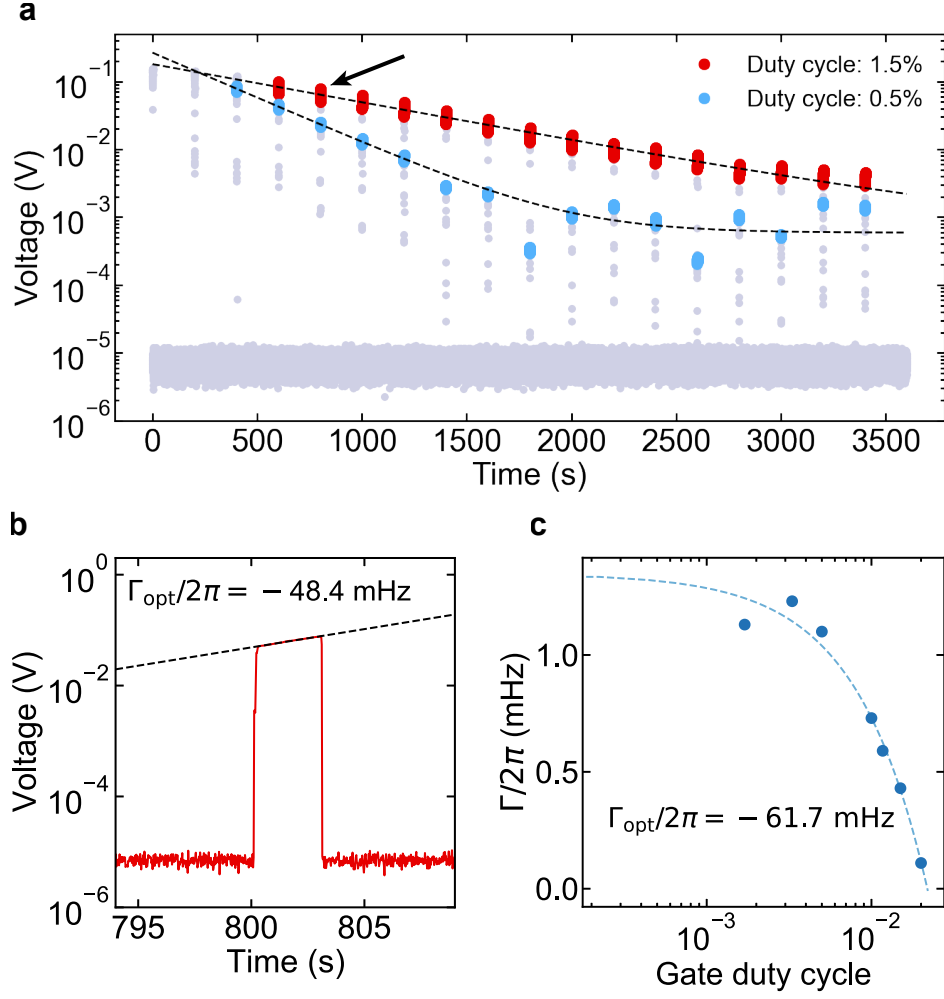 a
Duty cycle: 1.5%
Duty cycle: 0.5%
10⁻¹
10⁻²
10⁻³
10⁻⁴
10⁻⁵
10⁻⁶
Voltage (V)
0 500 1000 1500 2000 2500 3000 3500
Time (s)
b
Γopt/2π = − 48.4 mHz
10⁰
10⁻²
10⁻⁴
10⁻⁶
Voltage (V)
795 800 805
Time (s)
c
1.0
0.5
0.0
Γ/2π (mHz)
Γopt/2π = − 61.7 mHz
10⁻³ 10⁻²
Gate duty cycle